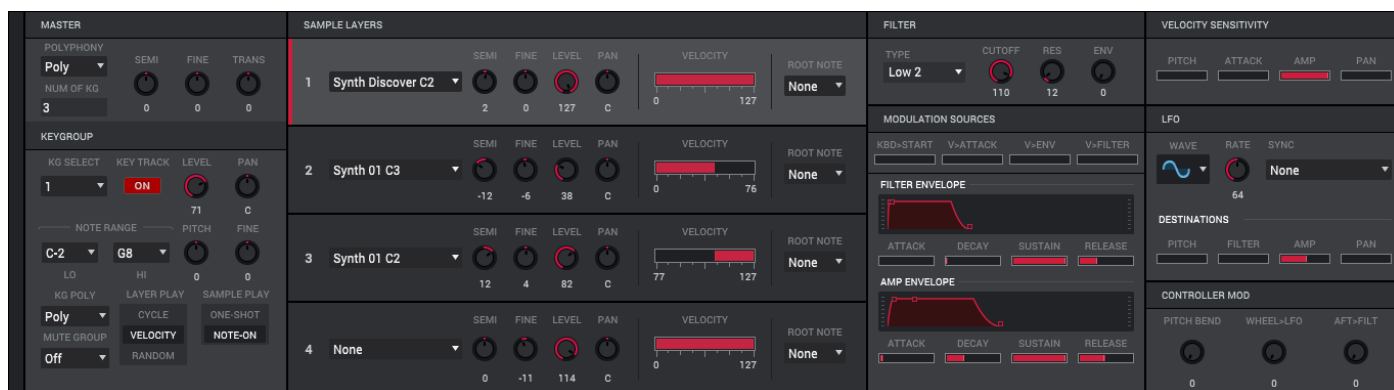 MASTER
POLYPHONY
Poly
SEMI FINE TRANS
NUM OF KG
3
0 0 0
KEYGROUP
KG SELECT KEY TRACK LEVEL PAN
1 ON
71 C
NOTE RANGE PITCH FINE
C-2 G8
LO HI 0 0
KG POLY LAYER PLAY SAMPLE PLAY
Poly CYCLE ONE-SHOT
MUTE GROUP VELOCITY NOTE-ON
Off RANDOM
SAMPLE LAYERS
SEMI FINE LEVEL PAN VELOCITY ROOT NOTE
1 Synth Discover C2 None
2 0 127 C 0 127
SEMI FINE LEVEL PAN VELOCITY ROOT NOTE
2 Synth 01 C3 None
-12 -6 38 C 0 76
SEMI FINE LEVEL PAN VELOCITY ROOT NOTE
3 Synth 01 C2 None
12 4 82 C 77 127
SEMI FINE LEVEL PAN VELOCITY ROOT NOTE
4 None None
0 -11 114 C 0 127
FILTER
TYPE CUTOFF RES ENV
Low 2
110 12 0
MODULATION SOURCES
KBD>START V>ATTACK V>ENV V>FILTER
FILTER ENVELOPE
ATTACK DECAY SUSTAIN RELEASE
AMP ENVELOPE
ATTACK DECAY SUSTAIN RELEASE
VELOCITY SENSITIVITY
PITCH ATTACK AMP PAN
LFO
WAVE RATE SYNC
None
64
DESTINATIONS
PITCH FILTER AMP PAN
CONTROLLER MOD
PITCH BEND WHEEL>LFO AFT>FILT
0 0 0